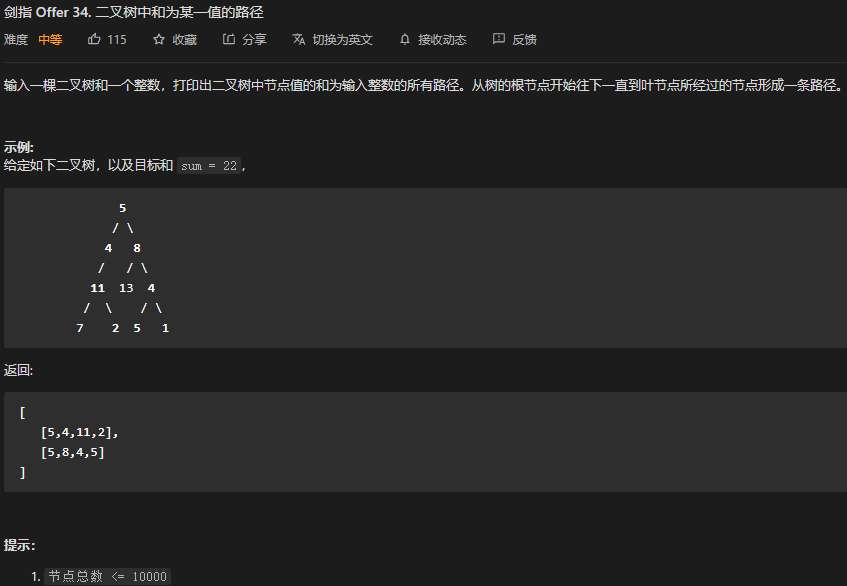 剑指 Offer 34. 二叉树中和为某一值的路径
难度 中等 115 收藏 分享 切换为英文 接收动态 反馈
输入一棵二叉树和一个整数，打印出二叉树中节点值的和为输入整数的所有路径。从树的根节点开始往下一直到叶节点所经过的节点形成一条路径。
示例:
给定如下二叉树，以及目标和 sum = 22，
5
/ \
4 8
/ / \
11 13 4
/ \ / \
7 2 5 1
返回:
[
[5,4,11,2],
[5,8,4,5]
]
提示：
1. 节点总数 <= 10000